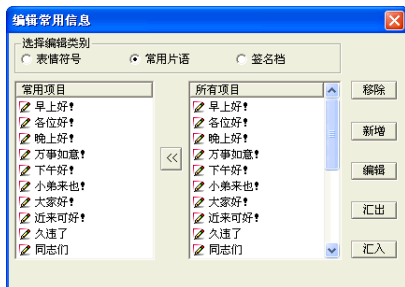 编辑常用信息
选择编辑类别
表情符号 常用片语 签名档
常用项目 所有项目 移除
早上好! 早上好!
各位好! 各位好! 新增
晚上好! 晚上好!
万事如意! 万事如意!
<< 编辑
下午好! 下午好!
小弟来也! 小弟来也!
大家好! 大家好! 汇出
近来可好! 近来可好!
久违了 久违了
同志们 同志们 汇入